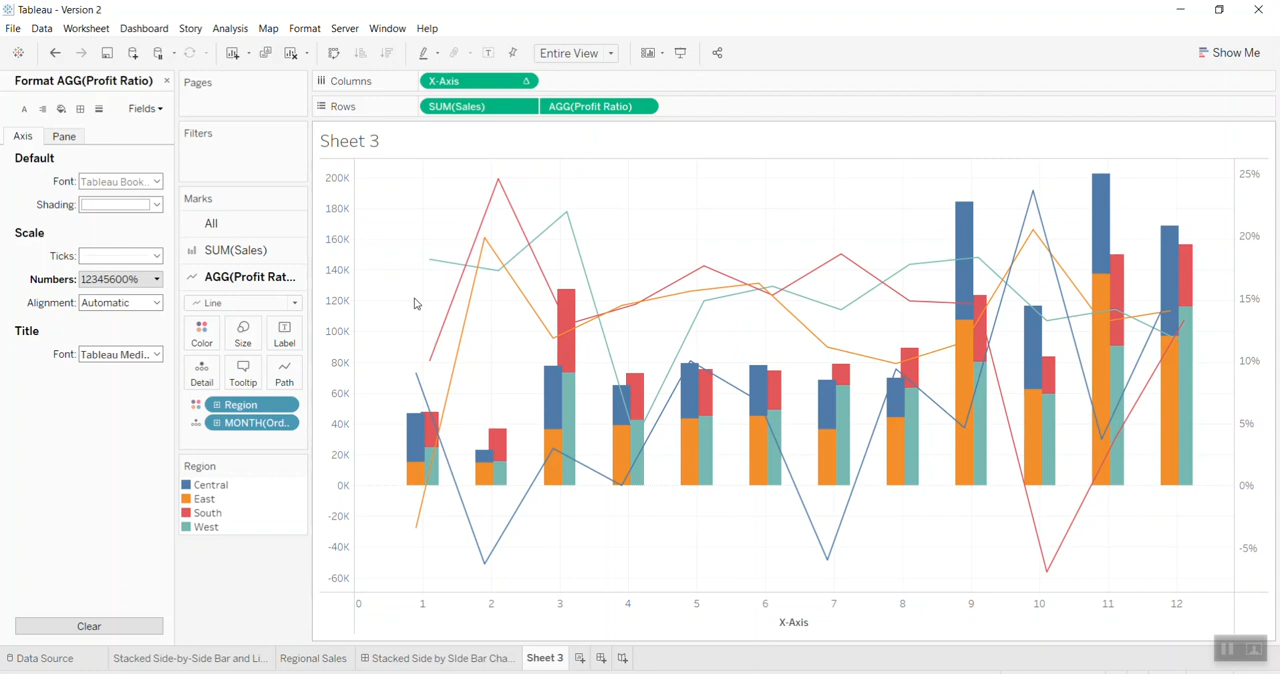 Tableau - Version 2
File Data Worksheet Dashboard Story Analysis Map Format Server Window Help
Entire View
Show Me
Format AGG(Profit Ratio) ×
Fields
Axis Pane
Default
Font: Tableau Book..
Shading:
Scale
Ticks:
Numbers: 12345600%
Alignment: Automatic
Title
Font: Tableau Medi..
Clear
Pages
Filters
Marks
All
SUM(Sales)
AGG(Profit Rat...
Line
Color Size Label
Detail Tooltip Path
Region
MONTH(Ord..
Region
Central
East
South
West
Columns X-Axis
Rows SUM(Sales) AGG(Profit Ratio)
Sheet 3
200K
180K
160K
140K
120K
100K
80K
60K
40K
20K
0K
-20K
-40K
-60K
25%
20%
15%
10%
5%
0%
-5%
0 1 2 3 4 5 6 7 8 9 10 11 12
X-Axis
Data Source Stacked Side-by-Side Bar and Li... Regional Sales Stacked Side by SIde Bar Cha... Sheet 3